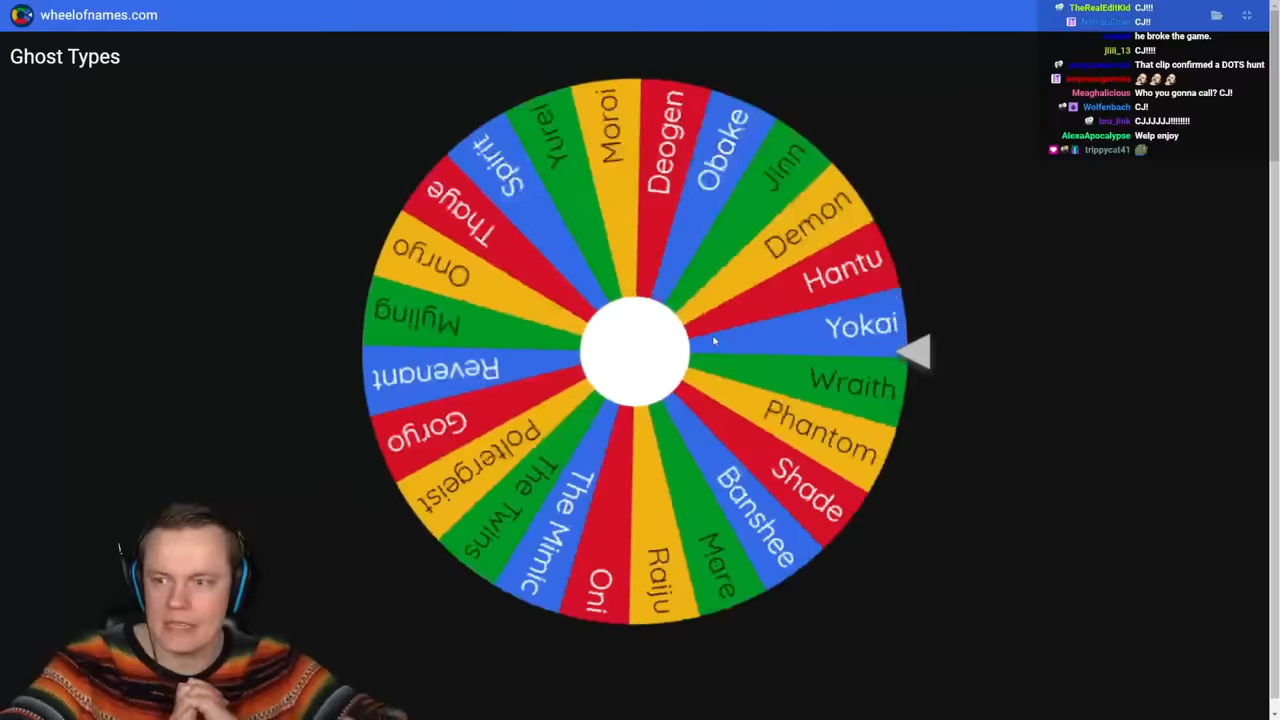 wheelofnames.com
Ghost Types
Moroi
Deogen
Obake
Jinn
Demon
Hantu
Yokai
Wraith
Phantom
Shade
Banshee
Mare
Raiju
Oni
The Mimic
The Twins
Poltergeist
Goryo
Revenant
Myling
Onryo
Thaye
Spirit
Yurei
TheRealEditKid CJ!!!
CJ!!
he broke the game.
CJ!!!!
That clip confirmed a DOTS hunt
Meaghalicious Who you gonna call? CJ!
Wolfenbach CJ!
bro_link CJJJJJJ!!!!!!!!
AlexaApocalypse Welp enjoy
trippycat41